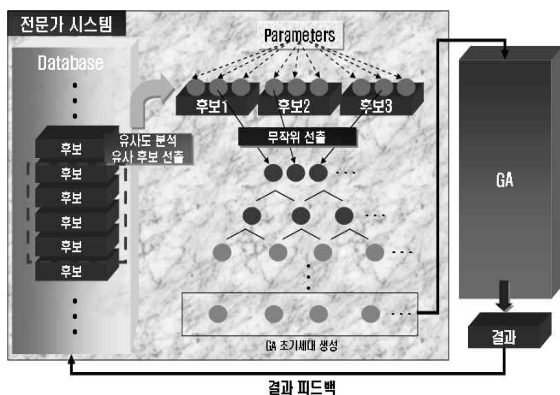 전문가 시스템
Database
후보
후보
후보
후보
후보
후보
유사도 분석
유사 후보 선출
Parameters
후보1
후보2
후보3
무작위 선출
GA 초기세대 생성
GA
결과
결과 피드백